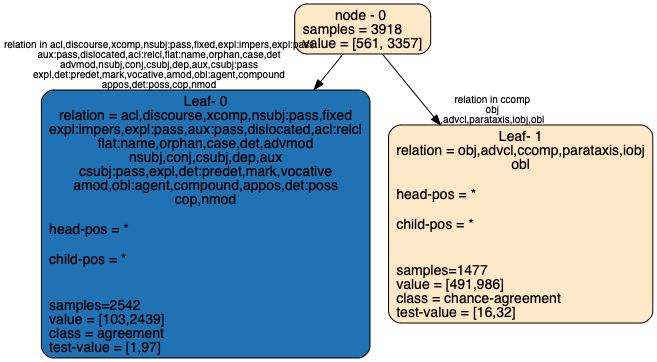 node - 0
samples = 3918
value = [561, 3357]
relation in acl,discourse,xcomp,nsubj:pass,fixed,expl:impers,expl:pass
aux:pass,dislocated,acl:relcl,flat:name,orphan,case,det
advmod,nsubj,conj,csubj,dep,aux,csubj:pass
expl,det:predet,mark,vocative,amod,obl:agent,compound
appos,det:poss,cop,nmod
relation in ccomp
obj
,advcl,parataxis,iobj,obl
Leaf- 0
relation = acl,discourse,xcomp,nsubj:pass,fixed
expl:impers,expl:pass,aux:pass,dislocated,acl:relcl
flat:name,orphan,case,det,advmod
nsubj,conj,csubj,dep,aux
csubj:pass,expl,det:predet,mark,vocative
amod,obl:agent,compound,appos,det:poss
cop,nmod
head-pos = *
child-pos = *
samples=2542
value = [103,2439]
class = agreement
test-value = [1,97]
Leaf- 1
relation = obj,advcl,ccomp,parataxis,iobj
obl
head-pos = *
child-pos = *
samples=1477
value = [491,986]
class = chance-agreement
test-value = [16,32]